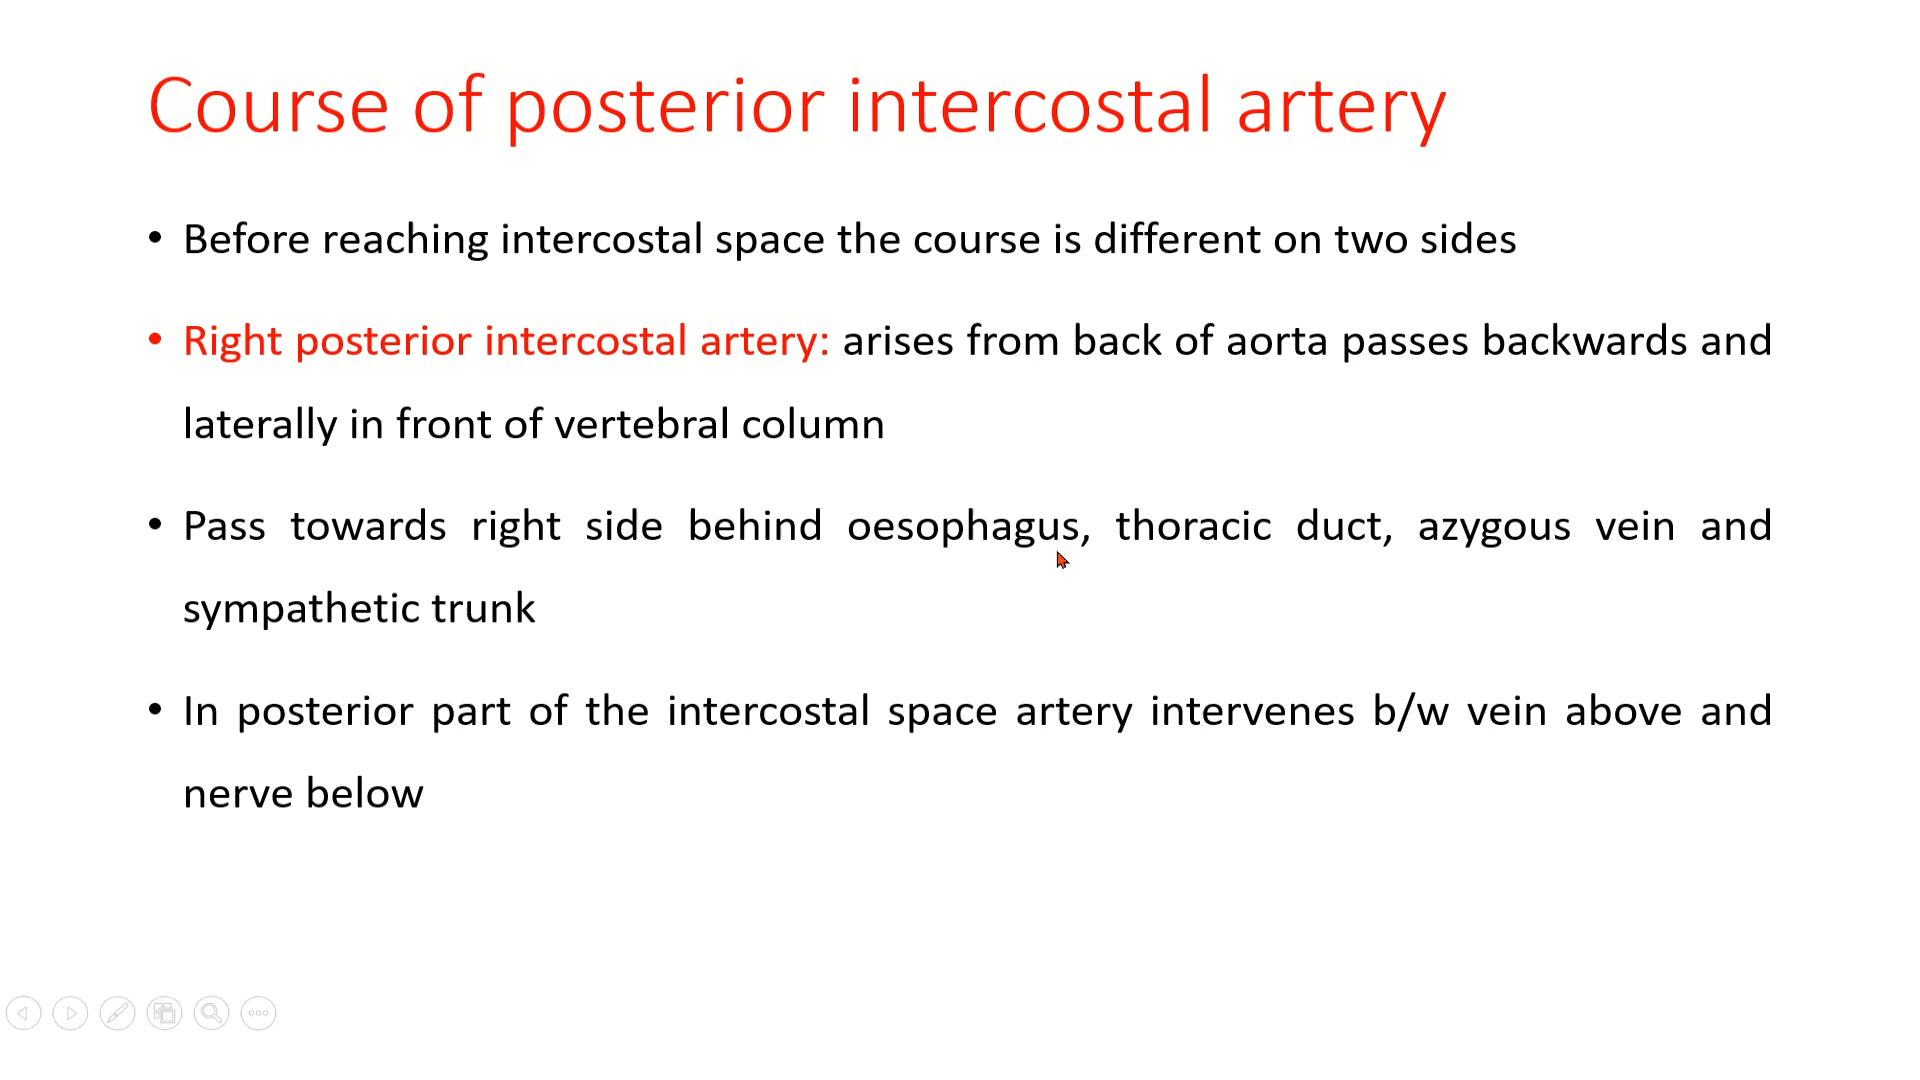 Course of posterior intercostal artery
• Before reaching intercostal space the course is different on two sides
• Right posterior intercostal artery: arises from back of aorta passes backwards and
laterally in front of vertebral column
• Pass towards right side behind oesophagus, thoracic duct, azygous vein and
sympathetic trunk
• In posterior part of the intercostal space artery intervenes b/w vein above and
nerve below